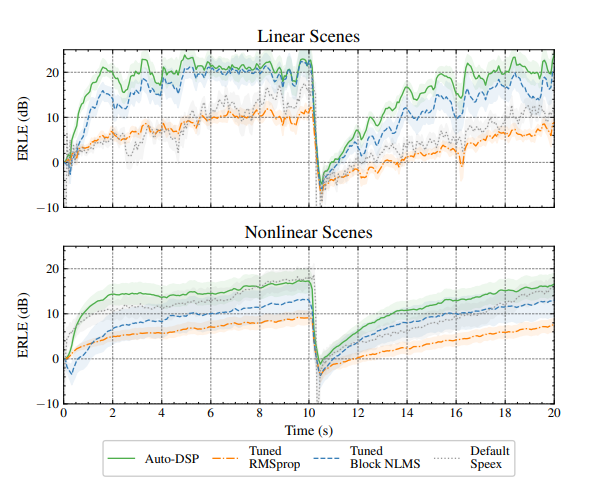 Linear Scenes
ERLE (dB)
20
10
0
−10
Nonlinear Scenes
ERLE (dB)
20
10
0
−10
0 2 4 6 8 10 12 14 16 18 20
Time (s)
Auto-DSP
Tuned
RMSprop
Tuned
Block NLMS
Default
Speex